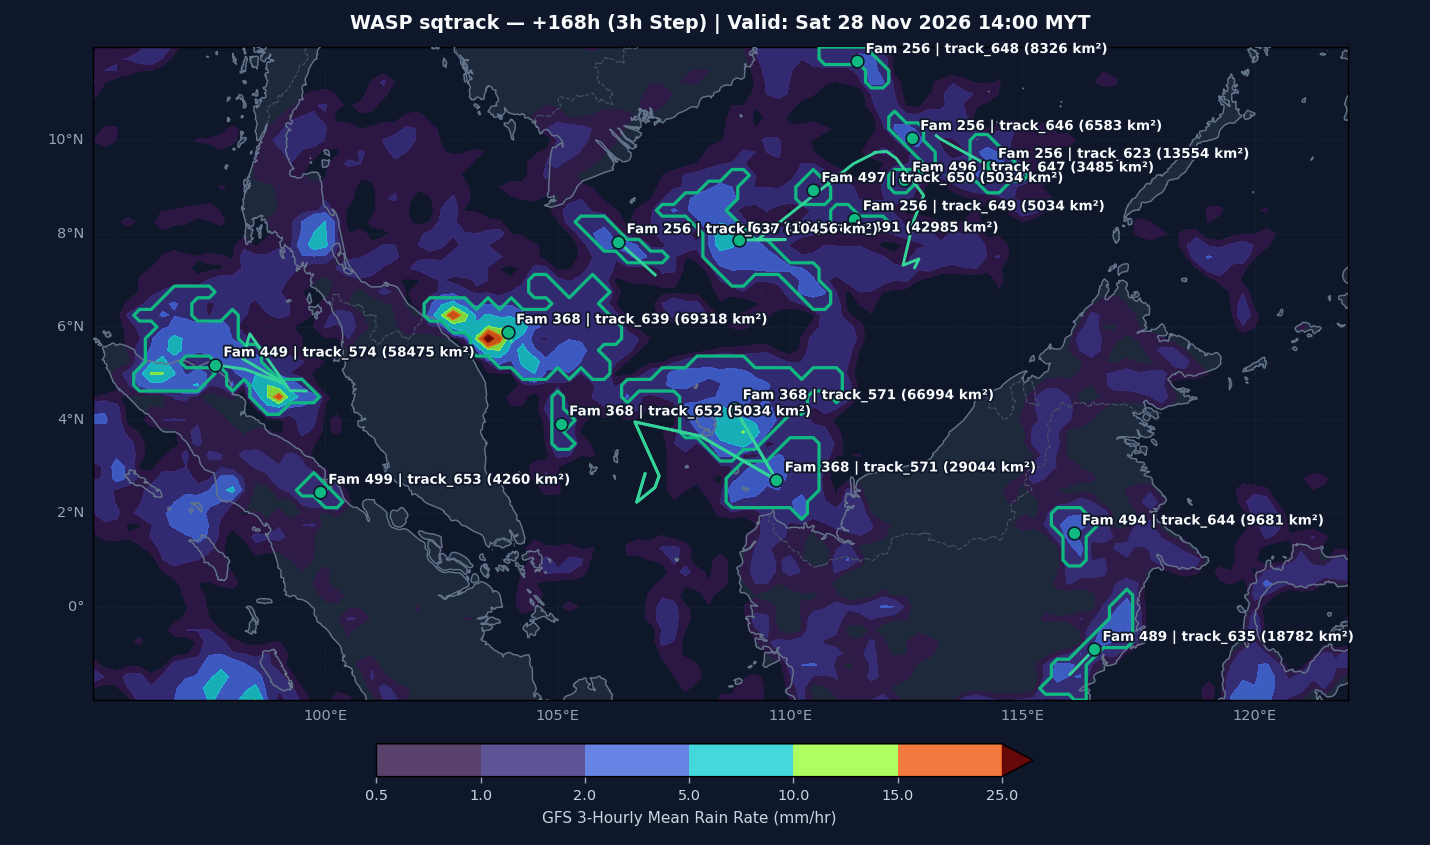 WASP sqtrack — +168h (3h Step) | Valid: Sat 28 Nov 2026 14:00 MYT
Fam 256 | track_648 (8326 km²)
Fam 256 | track_646 (6583 km²)
Fam 256 | track_623 (13554 km²)
Fam 496 | track_647 (3485 km²)
Fam 497 | track_650 (5034 km²)
Fam 256 | track_649 (5034 km²)
Fam 256 | track_637 (10456 km²)
(42985 km²)
Fam 368 | track_639 (69318 km²)
Fam 449 | track_574 (58475 km²)
Fam 368 | track_571 (66994 km²)
Fam 368 | track_652 (5034 km²)
Fam 368 | track_571 (29044 km²)
Fam 499 | track_653 (4260 km²)
Fam 494 | track_644 (9681 km²)
Fam 489 | track_635 (18782 km²)
10°N
8°N
6°N
4°N
2°N
0°
100°E 105°E 110°E 115°E 120°E
0.5 1.0 2.0 5.0 10.0 15.0 25.0
GFS 3-Hourly Mean Rain Rate (mm/hr)